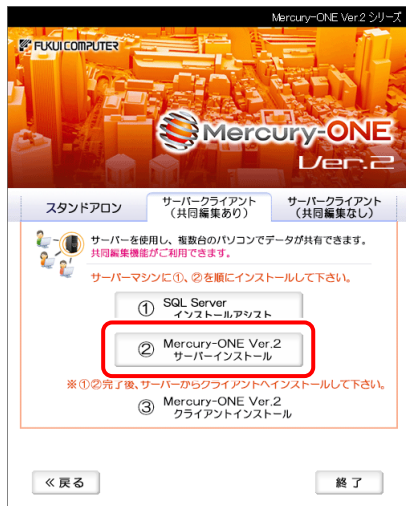 Mercury-ONE Ver.2 シリーズ
FUKUI COMPUTER
Mercury-ONE
Ver.2
スタンドアロン
サーバークライアント
（共同編集あり）
サーバークライアント
（共同編集なし）
サーバーを使用し、複数台のパソコンでデータが共有できます。
共同編集機能がご利用できます。
サーバーマシンに①、②を順にインストールして下さい。
① SQL Server
インストールアシスト
② Mercury-ONE Ver.2
サーバーインストール
※①②完了後、サーバーからクライアントへインストールして下さい。
③ Mercury-ONE Ver.2
クライアントインストール
≪戻る
終了